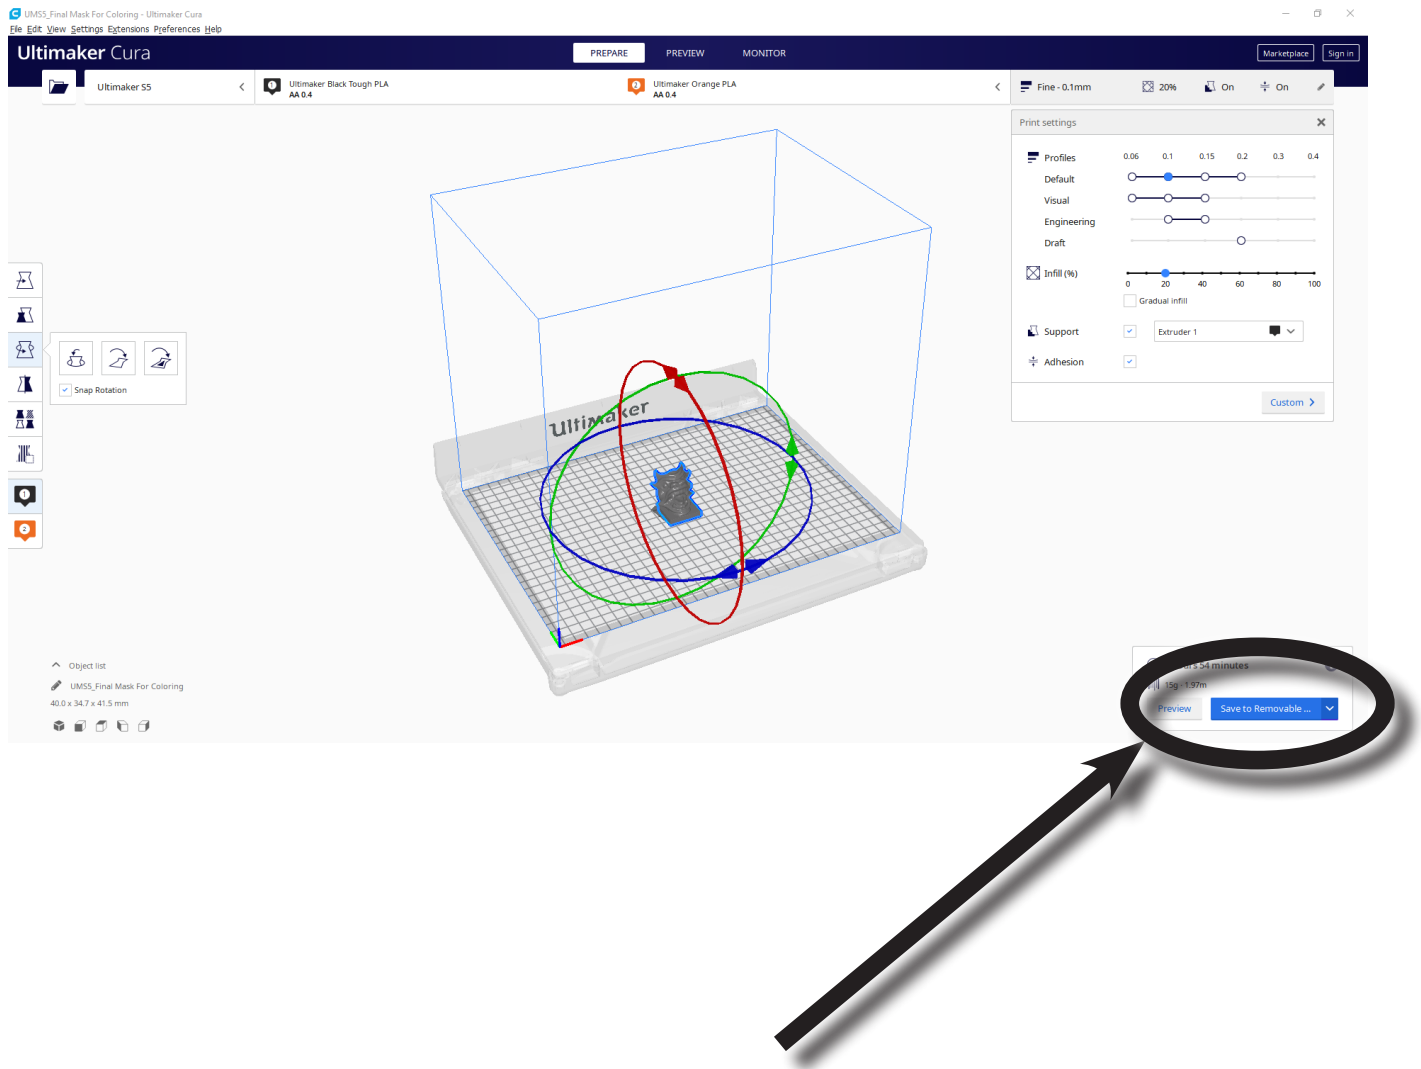 UMS5_Final Mask For Coloring - Ultimaker Cura
File Edit View Settings Extensions Preferences Help
Ultimaker Cura
PREPARE
PREVIEW
MONITOR
Marketplace
Sign in
Ultimaker S5
1
Ultimaker Black Tough PLA
AA 0.4
2
Ultimaker Orange PLA
AA 0.4
Fine - 0.1mm
20%
On
On
Print settings
Profiles
0.06 0.1 0.15 0.2 0.3 0.4
Default
Visual
Engineering
Draft
Infill (%)
0 20 40 60 80 100
Gradual infill
Support
Extruder 1
Adhesion
Custom
Snap Rotation
1
2
Ultimaker
Object list
UMS5_Final Mask For Coloring
40.0 x 34.7 x 41.5 mm
54 minutes
15g · 1.97m
Preview
Save to Removable ...